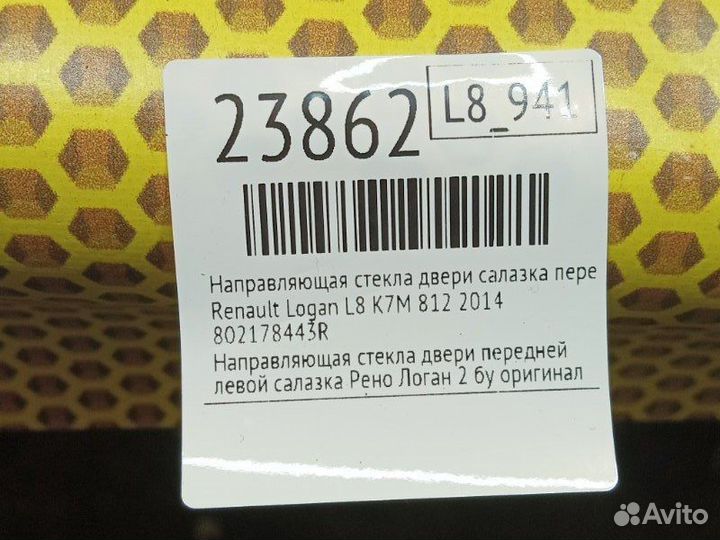 23862
L8_941
Направляющая стекла двери салазка пере
Renault Logan L8 K7M 812 2014
802178443R
Направляющая стекла двери передней
левой салазка Рено Логан 2 бу оригинал
Avito